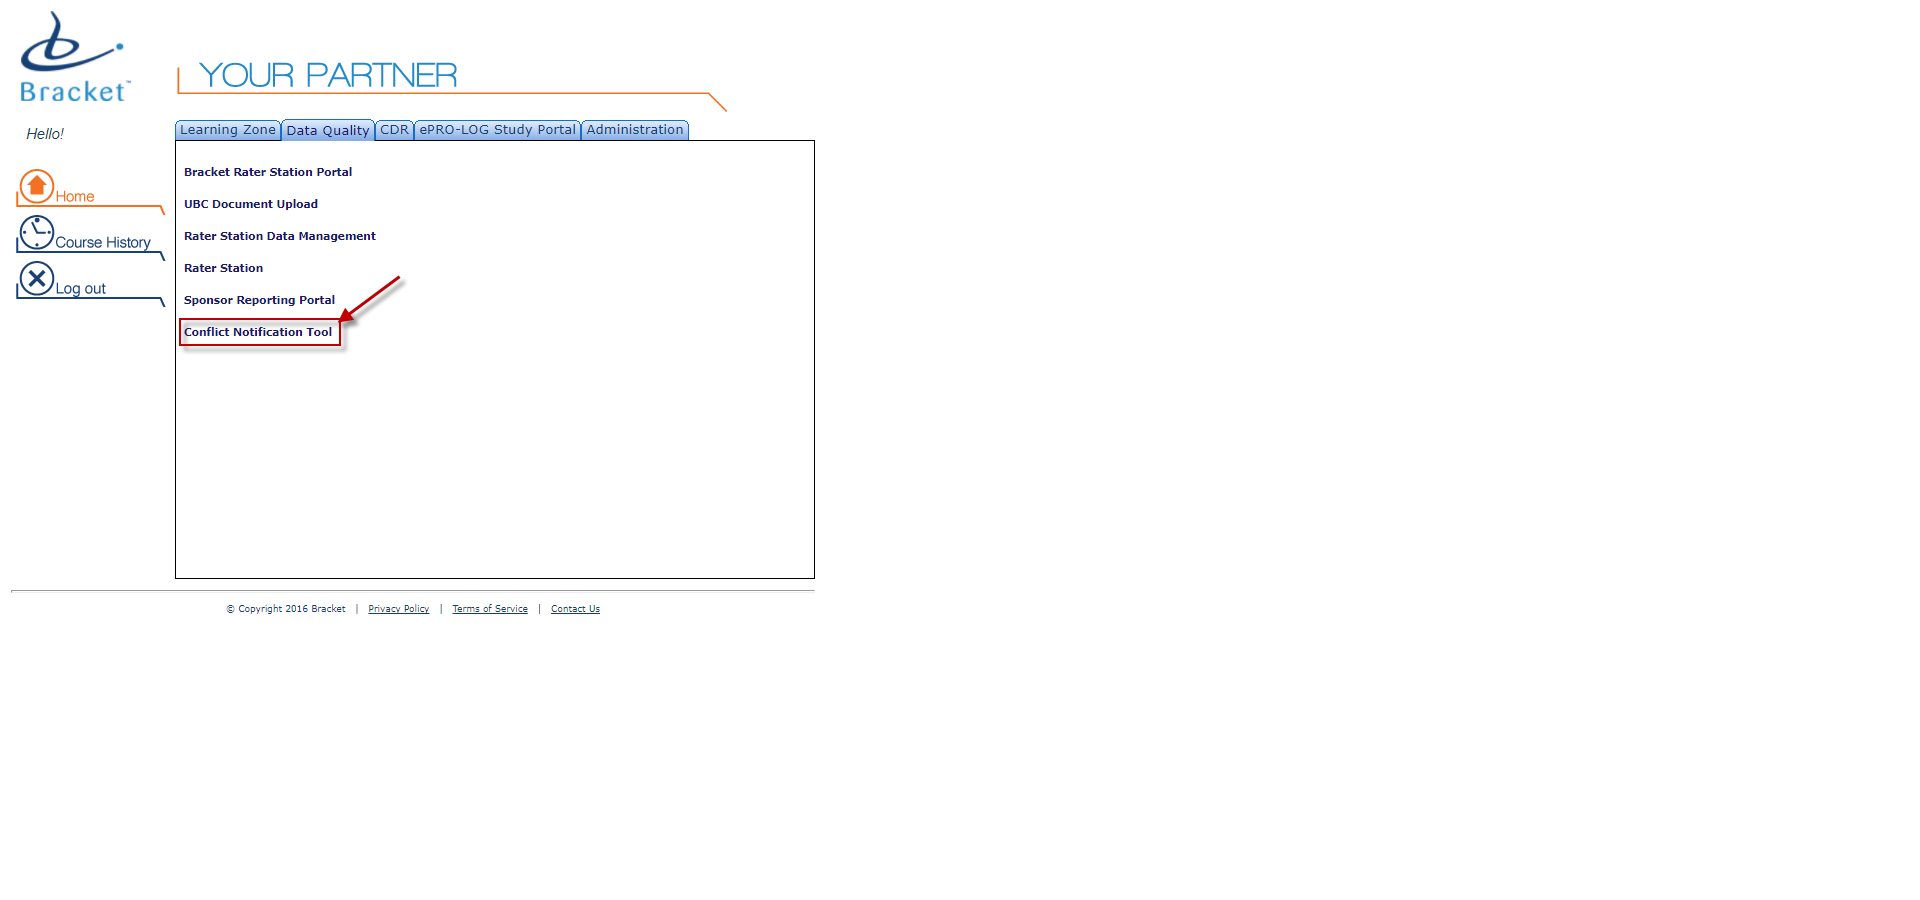 Bracket™
YOUR PARTNER
Hello!
Home
Course History
Log out
Learning Zone Data Quality CDR ePRO-LOG Study Portal Administration
Bracket Rater Station Portal
UBC Document Upload
Rater Station Data Management
Rater Station
Sponsor Reporting Portal
Conflict Notification Tool
© Copyright 2016 Bracket | Privacy Policy | Terms of Service | Contact Us